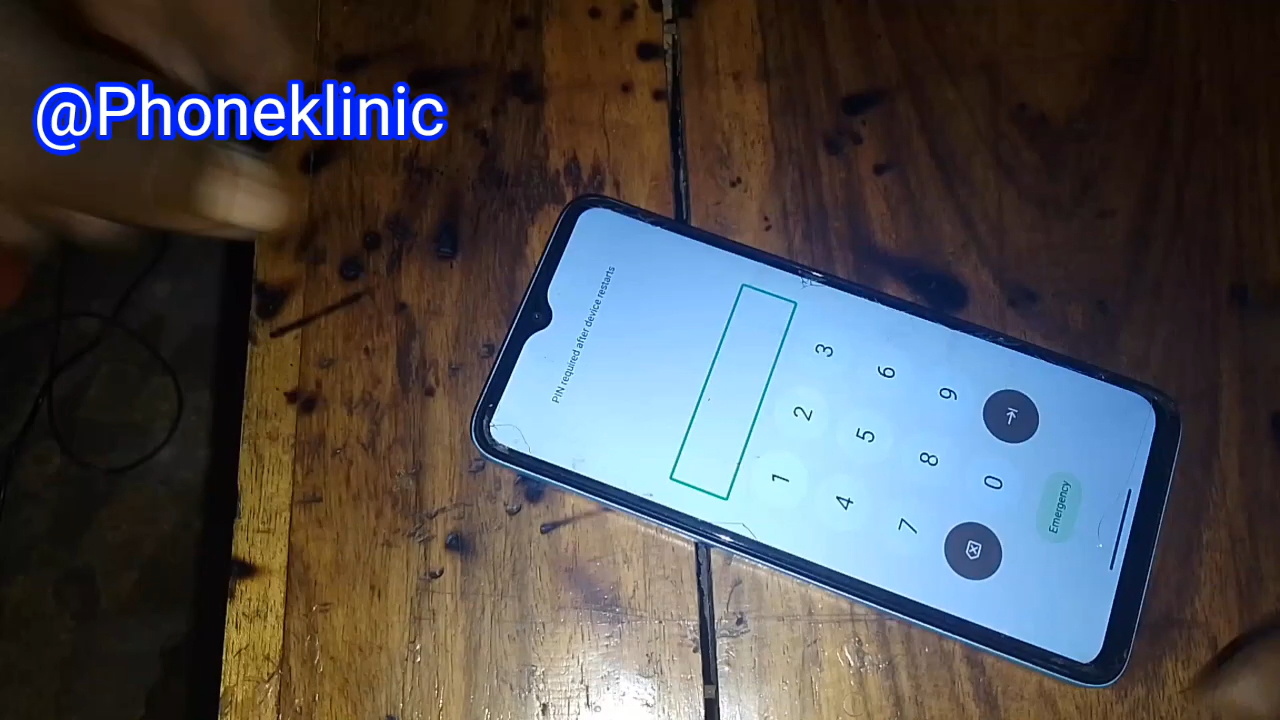 @Phoneklinic
PIN required after device restarts
1 2 3
4 5 6
7 8 9
0
Emergency